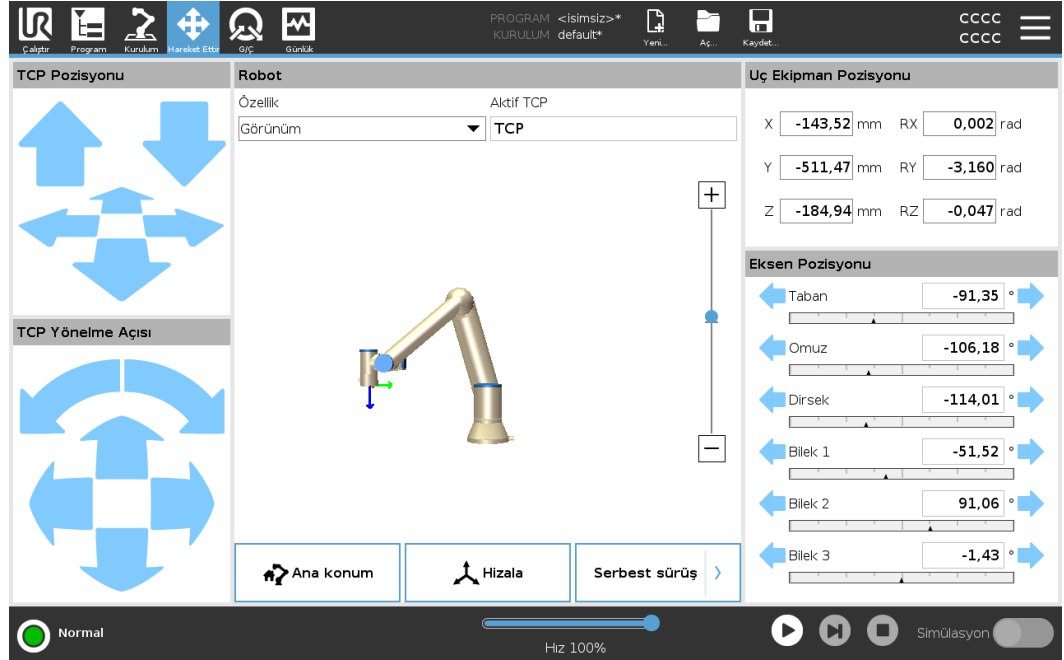 UR
PROGRAM <isimsiz>*
KURULUM default*
Çalıştır Program Kurulum Hareket Ettir G/Ç Günlük Yeni... Aç... Kaydet...
CCCC
CCCC
TCP Pozisyonu
TCP Yönelme Açısı
Robot
Özellik Aktif TCP
Görünüm TCP
+
−
Ana konum Hizala Serbest sürüş
Uç Ekipman Pozisyonu
X -143,52 mm RX 0,002 rad
Y -511,47 mm RY -3,160 rad
Z -184,94 mm RZ -0,047 rad
Eksen Pozisyonu
Taban -91,35 °
Omuz -106,18 °
Dirsek -114,01 °
Bilek 1 -51,52 °
Bilek 2 91,06 °
Bilek 3 -1,43 °
Normal
Hız 100%
Simülasyon